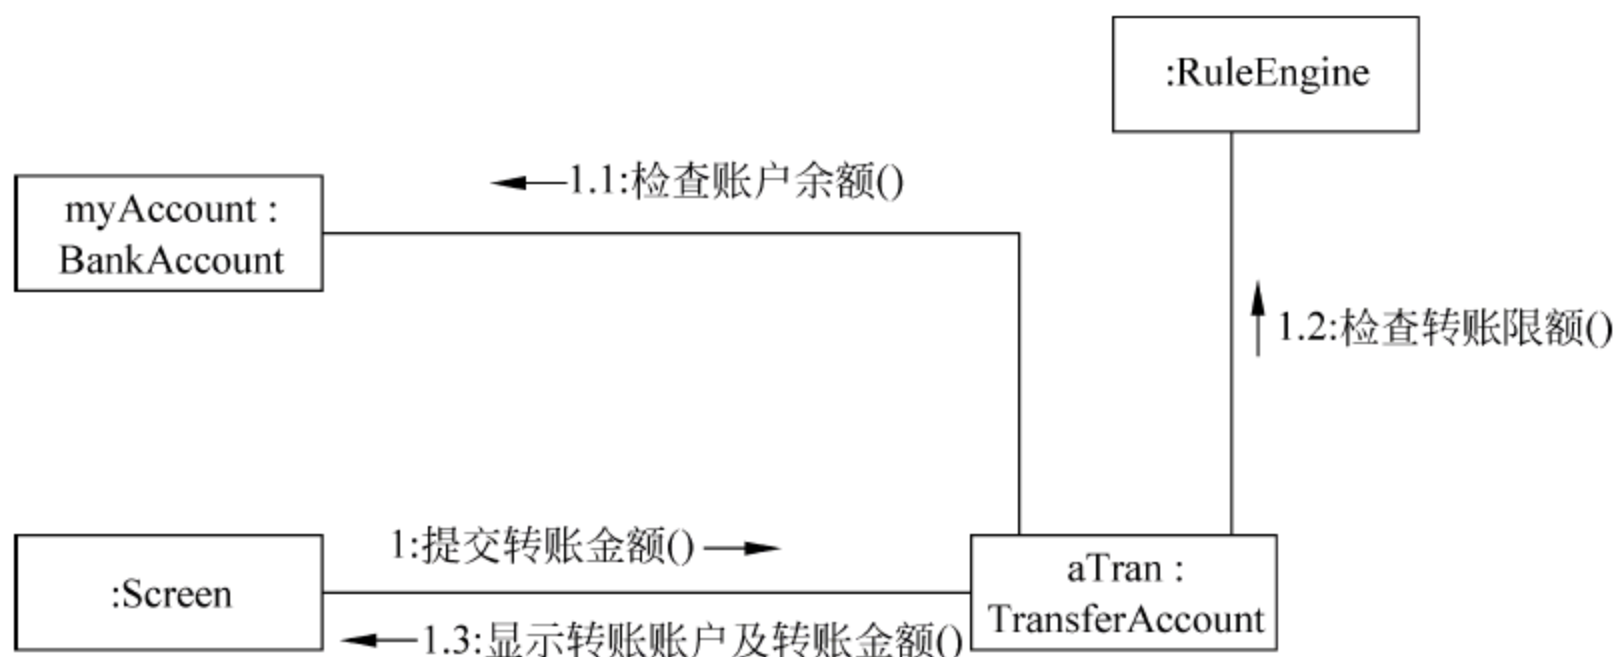 :RuleEngine
1.1:检查账户余额()
myAccount :
BankAccount
1.2:检查转账限额()
1:提交转账金额()
aTran :
:Screen
TransferAccount
1.3:显示转账账户及转账金额()